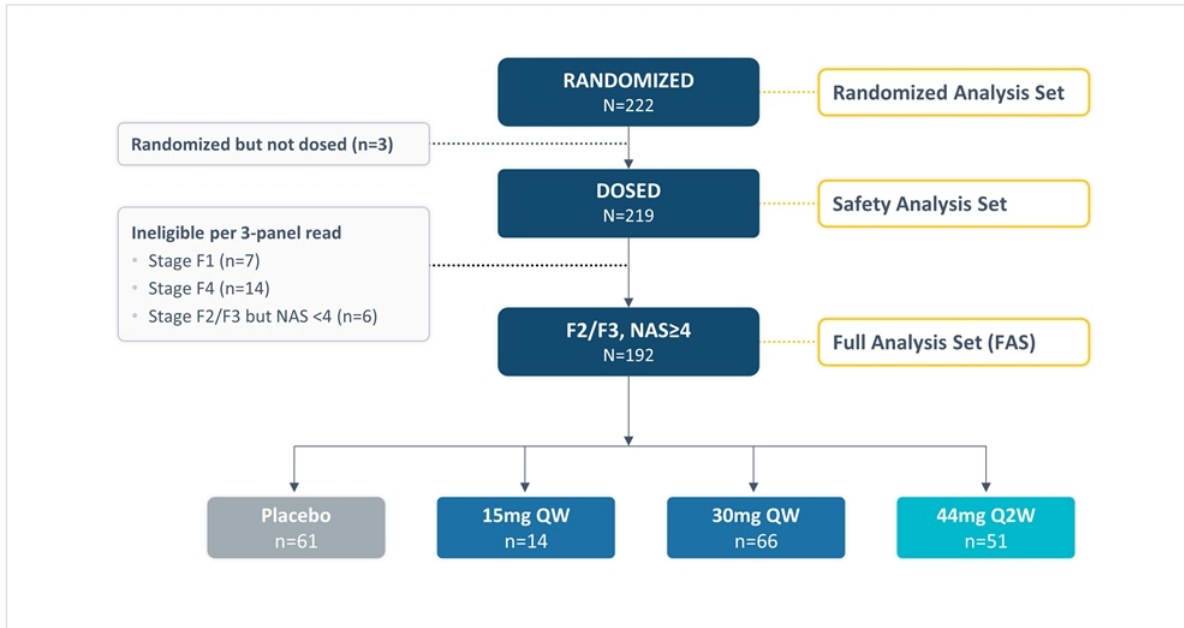 RANDOMIZED
N=222
Randomized Analysis Set
Randomized but not dosed (n=3)
DOSED
N=219
Safety Analysis Set
Ineligible per 3-panel read
• Stage F1 (n=7)
• Stage F4 (n=14)
• Stage F2/F3 but NAS <4 (n=6)
F2/F3, NAS≥4
N=192
Full Analysis Set (FAS)
Placebo
n=61
15mg QW
n=14
30mg QW
n=66
44mg Q2W
n=51